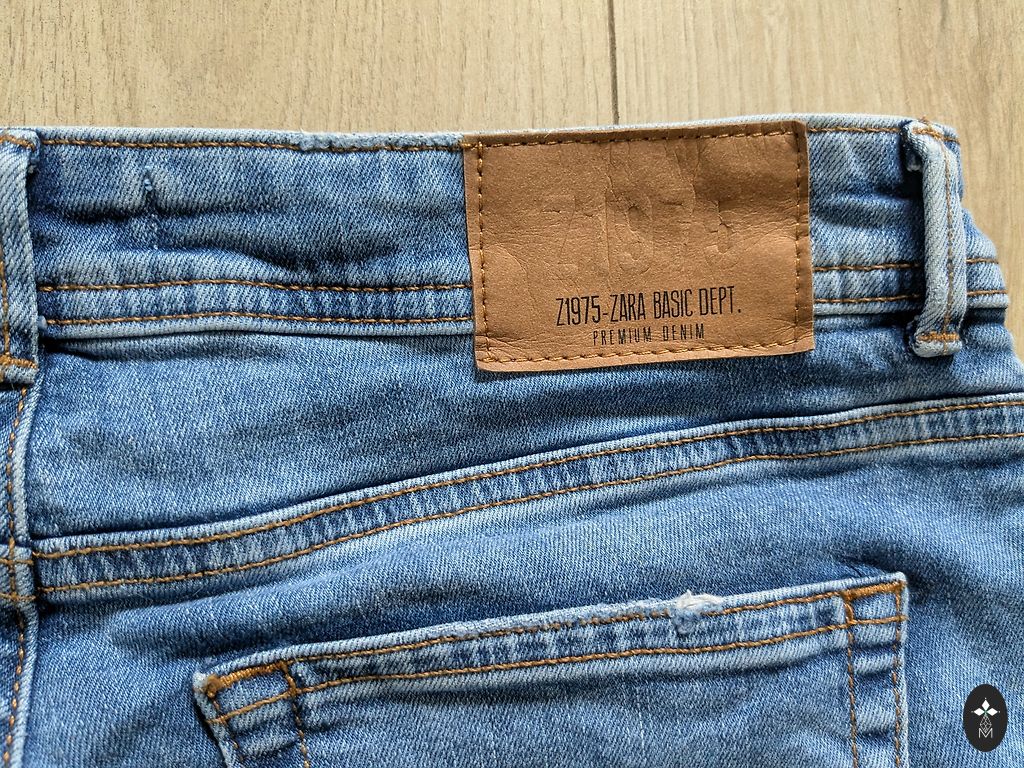 Z1975
Z1975-ZARA BASIC DEPT.
PREMIUM DENIM
M